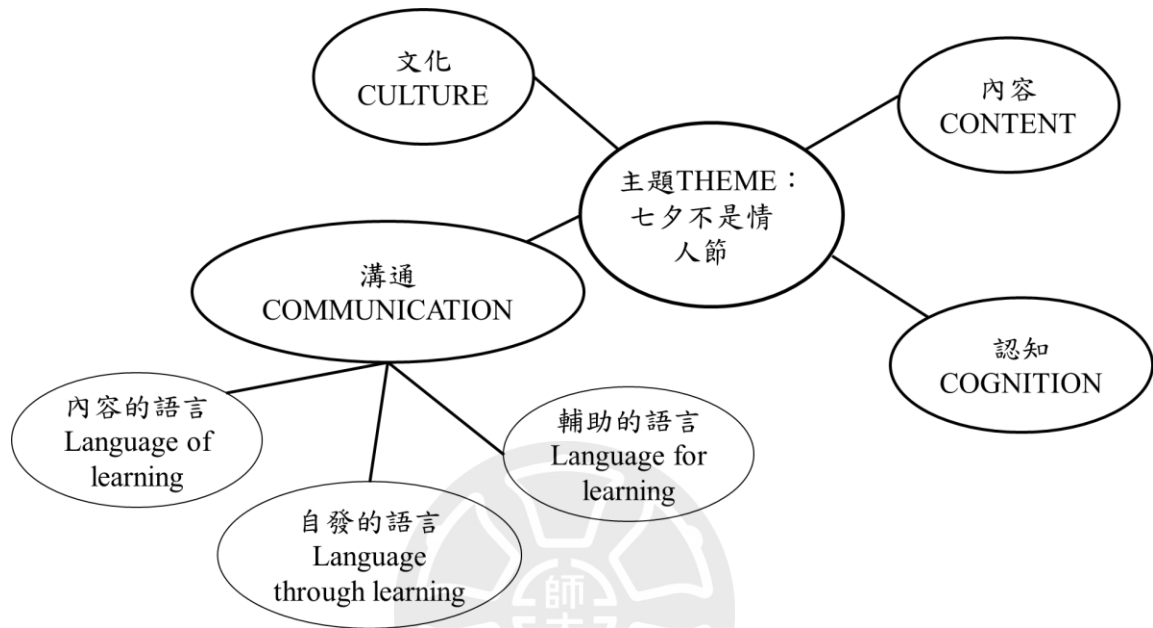 文化
CULTURE
內容
CONTENT
主題THEME：
七夕不是情
人節
溝通
COMMUNICATION
認知
COGNITION
內容的語言
Language of
learning
輔助的語言
Language for
learning
自發的語言
Language
through learning
師